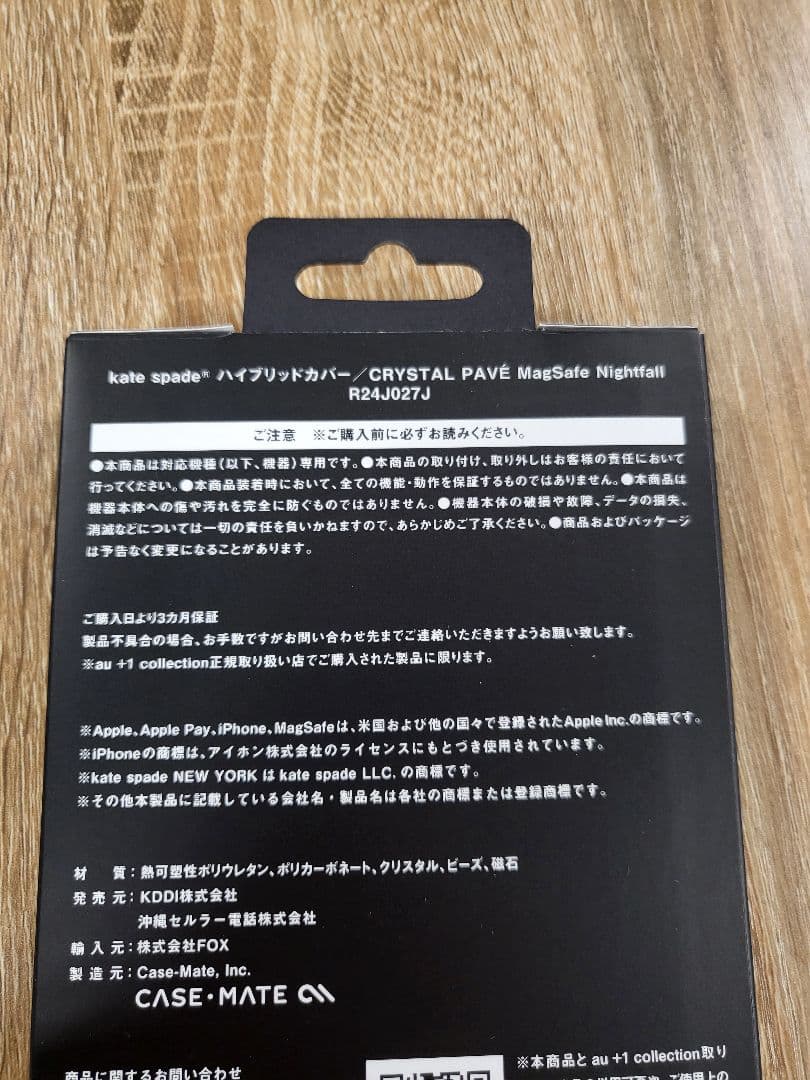 kate spade® ハイブリッドカバー／CRYSTAL PAVÉ MagSafe Nightfall
R24J027J
ご注意　※ご購入前に必ずお読みください。
●本商品は対応機種（以下、機器）専用です。●本商品の取り付け、取り外しはお客様の責任において
行ってください。●本商品装着時において、全ての機能・動作を保証するものではありません。●本商品は
機器本体への傷や汚れを完全に防ぐものではありません。●機器本体の破損や故障、データの損失、
消滅などについては一切の責任を負いかねますので、あらかじめご了承ください。●商品およびパッケージ
は予告なく変更になることがあります。
ご購入日より3カ月保証
製品不具合の場合、お手数ですがお問い合わせ先までご連絡いただきますようお願い致します。
※au +1 collection正規取り扱い店でご購入された製品に限ります。
※Apple、Apple Pay、iPhone、MagSafeは、米国および他の国々で登録されたApple Inc.の商標です。
※iPhoneの商標は、アイホン株式会社のライセンスにもとづき使用されています。
※kate spade NEW YORK は kate spade LLC. の商標です。
※その他本製品に記載している会社名・製品名は各社の商標または登録商標です。
材　質：熱可塑性ポリウレタン、ポリカーボネート、クリスタル、ビーズ、磁石
発売元：KDDI株式会社
沖縄セルラー電話株式会社
輸入元：株式会社FOX
製造元：Case-Mate, Inc.
CASE·MATE
商品に関するお問い合わせ
※本商品と au +1 collection取り